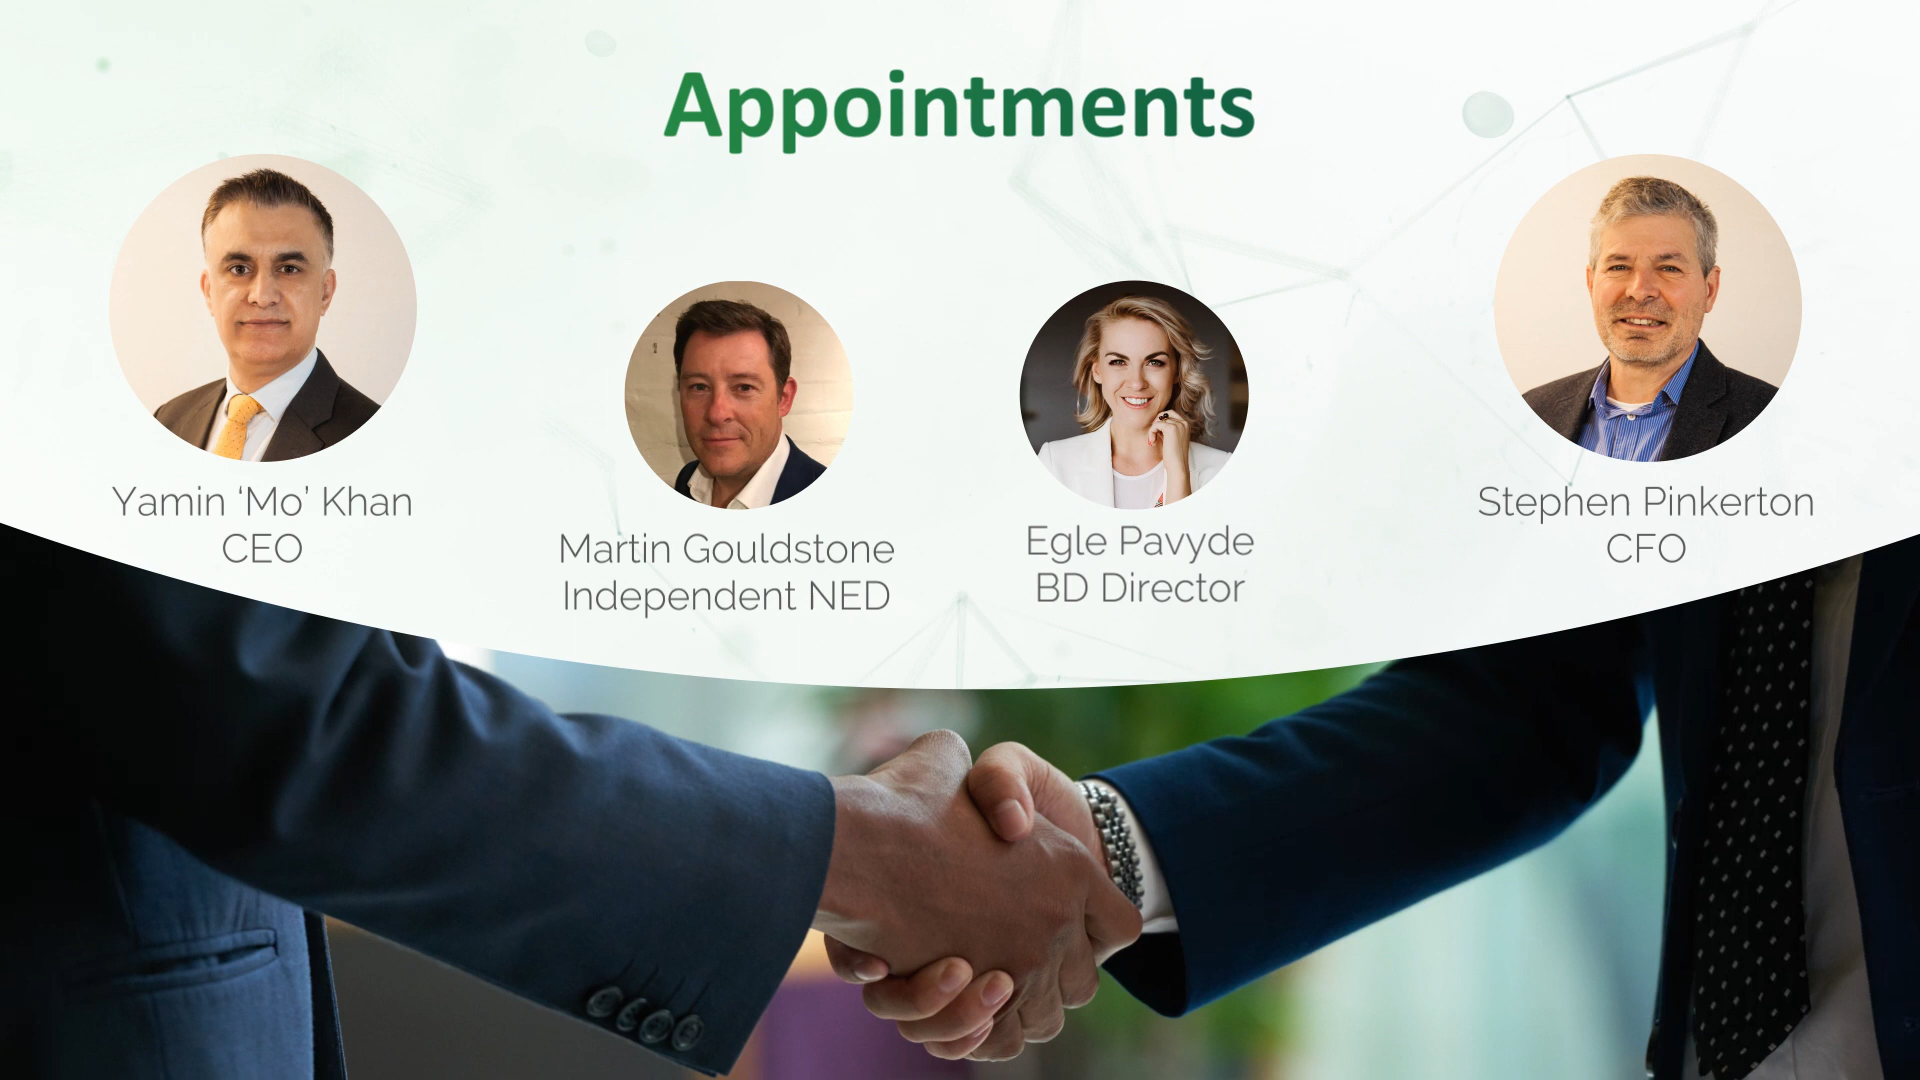 Appointments
Yamin ‘Mo’ Khan
CEO
Martin Gouldstone
Independent NED
Egle Pavyde
BD Director
Stephen Pinkerton
CFO